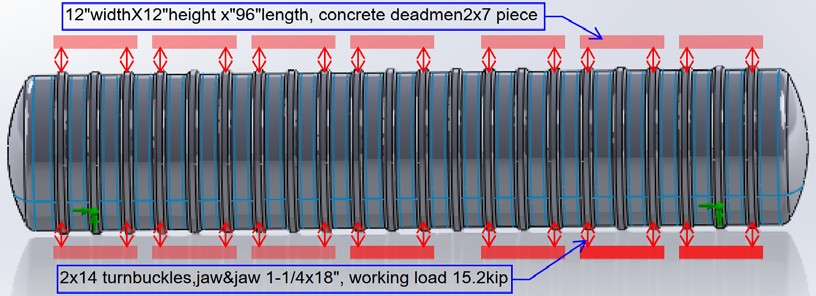 12"widthX12"height x"96"length, concrete deadmen2x7 piece
2x14 turnbuckles,jaw&jaw 1-1/4x18", working load 15.2kip